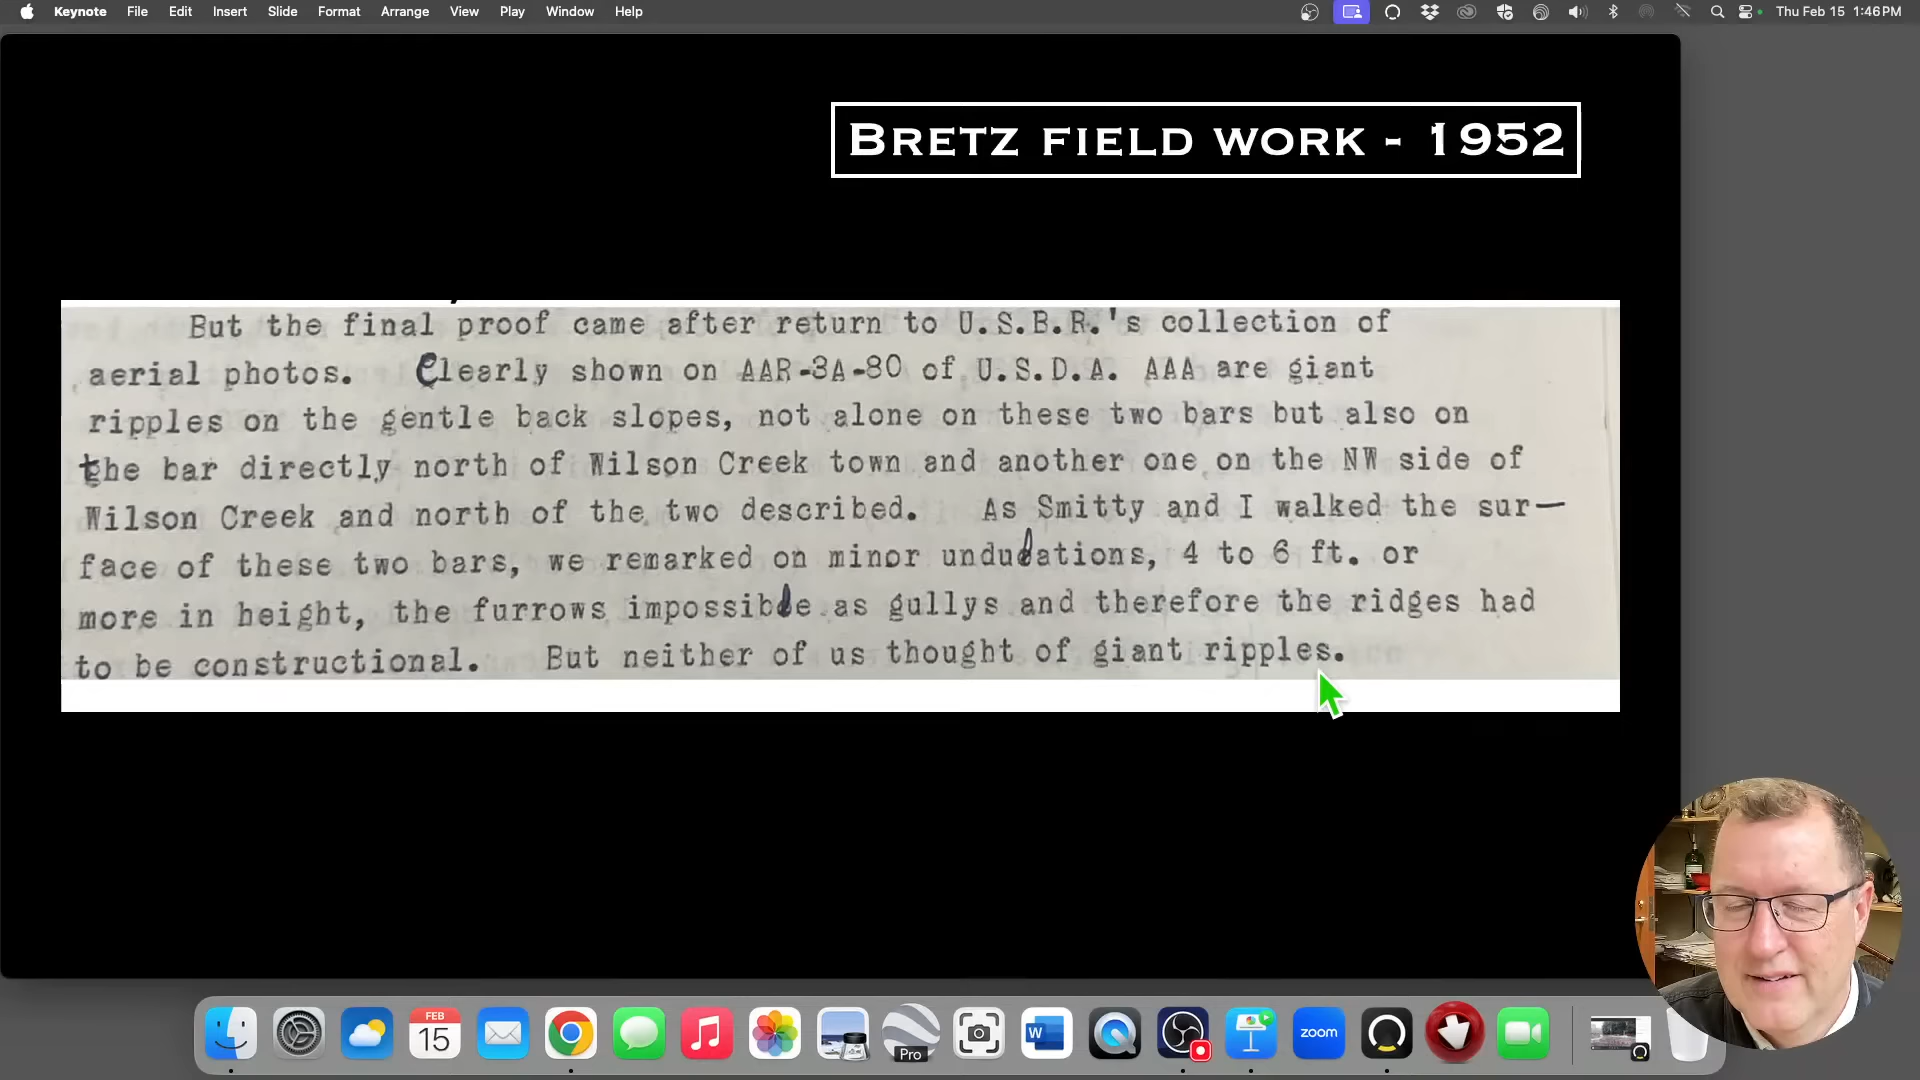 Keynote File Edit Insert Slide Format Arrange View Play Window Help Thu Feb 15 1:46 PM
BRETZ FIELD WORK - 1952
But the final proof came after return to U.S.B.R.'s collection of
aerial photos. Clearly shown on AAR-3A-80 of U.S.D.A. AAA are giant
ripples on the gentle back slopes, not alone on these two bars but also on
the bar directly north of Wilson Creek town and another one on the NW side of
Wilson Creek and north of the two described. As Smitty and I walked the sur—
face of these two bars, we remarked on minor undulations, 4 to 6 ft. or
more in height, the furrows impossible as gullys and therefore the ridges had
to be constructional. But neither of us thought of giant ripples.
FEB
15
W
zoom
Pro